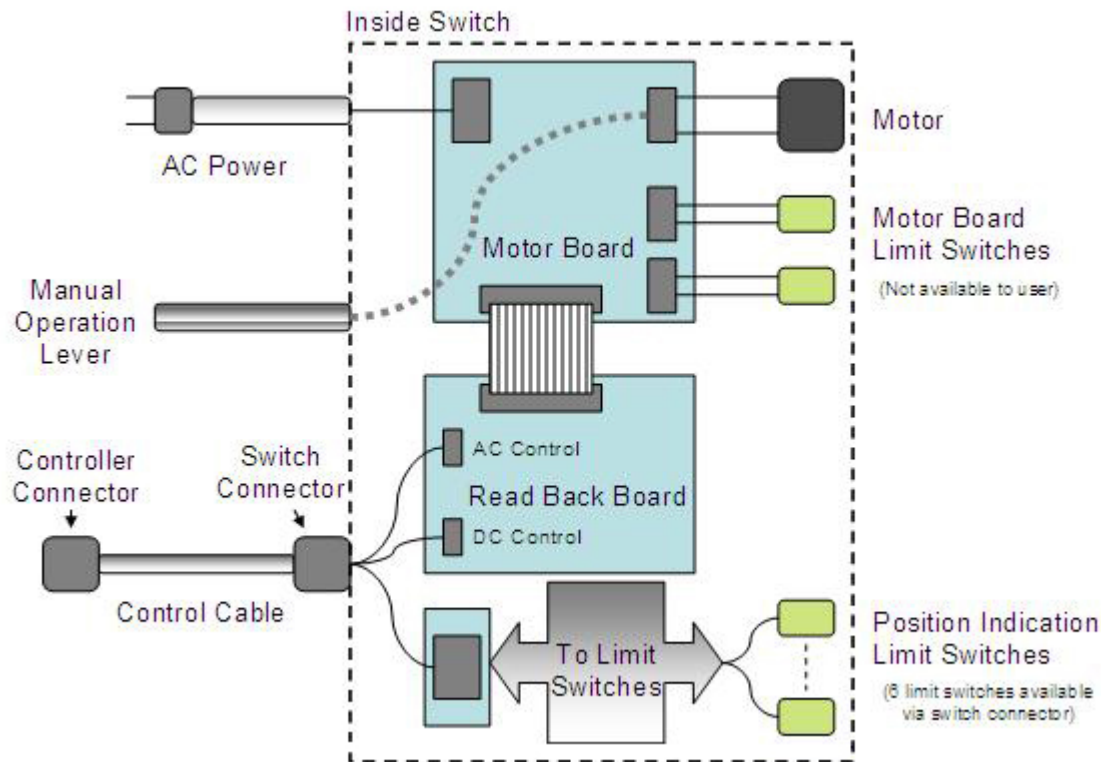 Inside Switch
AC Power
Motor
Motor Board
Motor Board
Limit Switches
(Not available to user)
Manual
Operation
Lever
AC Control
Read Back Board
DC Control
Controller
Connector
Switch
Connector
Control Cable
To Limit
Switches
Position Indication
Limit Switches
(6 limit switches available
via switch connector)